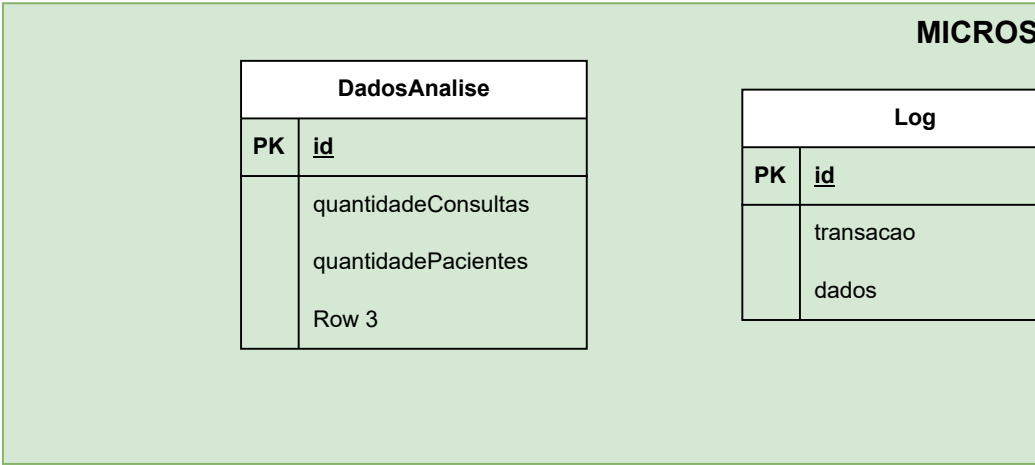 MICROS
DadosAnalise
PK id
quantidadeConsultas
quantidadePacientes
Row 3
Log
PK id
transacao
dados